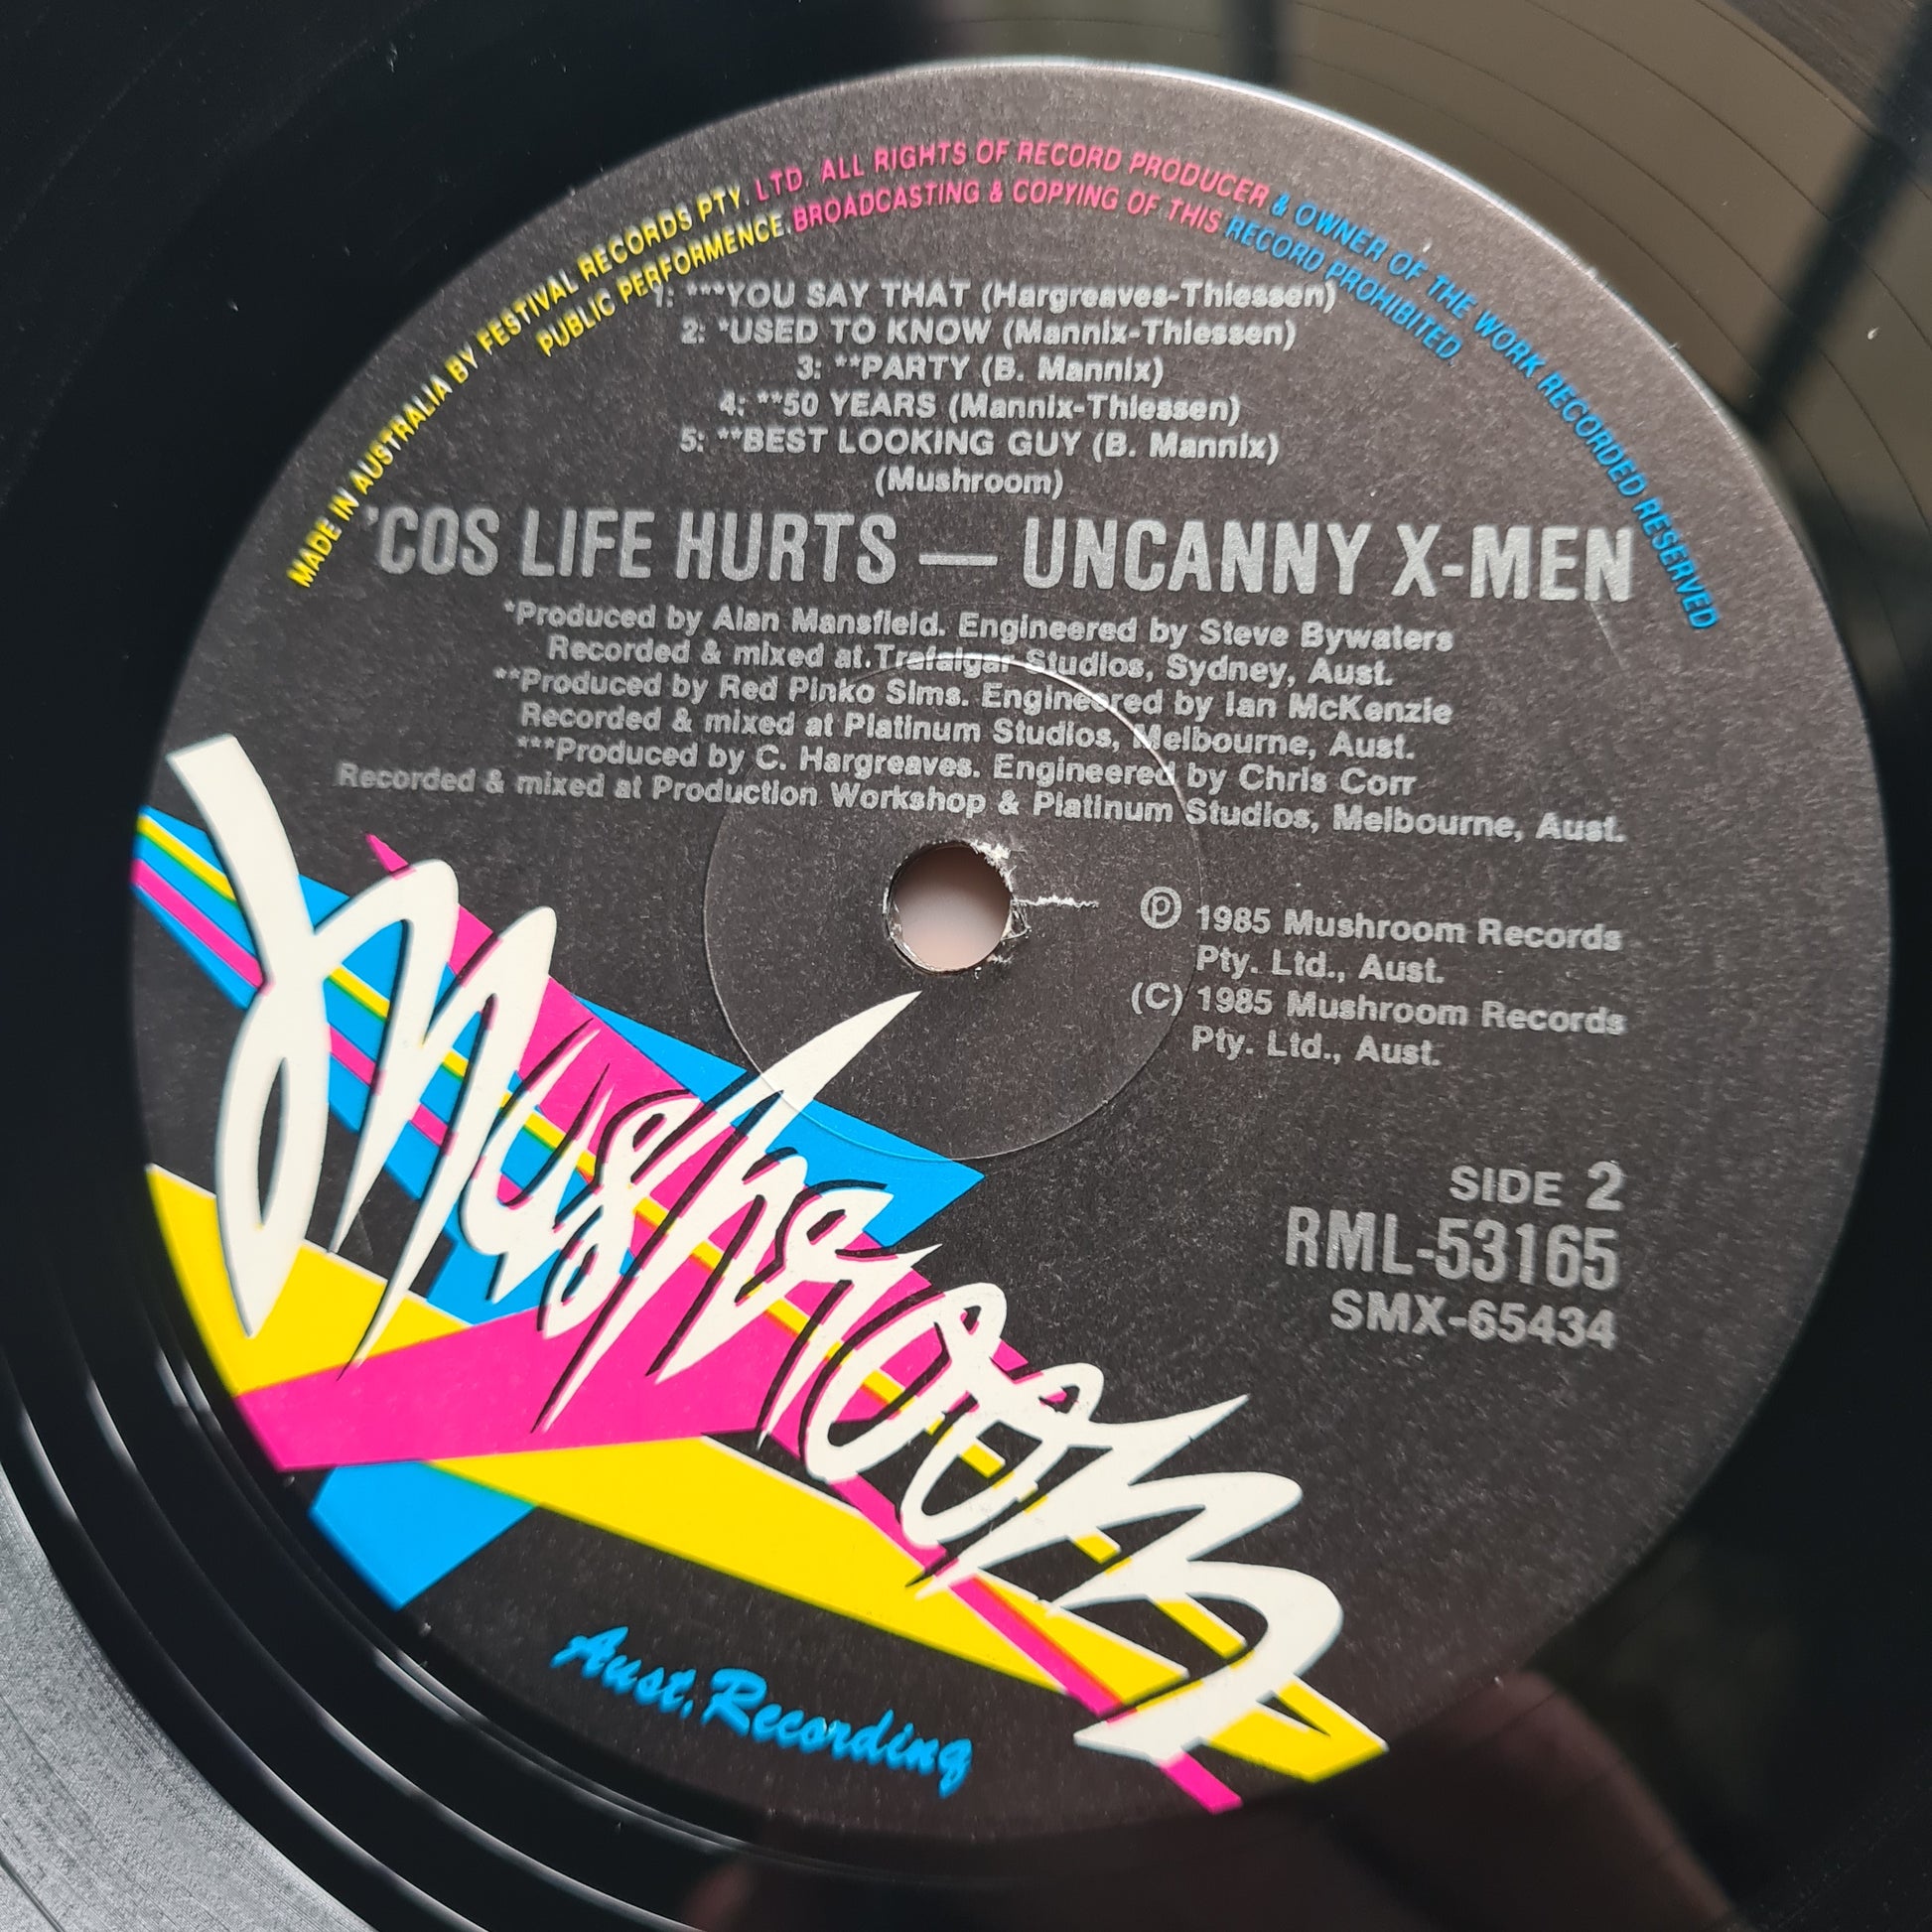 MADE IN AUSTRALIA BY FESTIVAL RECORDS PTY. LTD. ALL RIGHTS OF RECORD PRODUCER & OWNER OF THE WORK RECORDED RESERVED
PUBLIC PERFORMENCE. BROADCASTING & COPYING OF THIS RECORD PROHIBITED
1: ***YOU SAY THAT (Hargreaves-Thiessen)
2: *USED TO KNOW (Mannix-Thiessen)
3: **PARTY (B. Mannix)
4: **50 YEARS (Mannix-Thiessen)
5: **BEST LOOKING GUY (B. Mannix)
(Mushroom)
'COS LIFE HURTS — UNCANNY X-MEN
*Produced by Alan Mansfield. Engineered by Steve Bywaters
Recorded & mixed at.Trafalgar Studios, Sydney, Aust.
**Produced by Red Pinko Sims. Engineered by Ian McKenzie
Recorded & mixed at Platinum Studios, Melbourne, Aust.
***Produced by C. Hargreaves. Engineered by Chris Corr
Recorded & mixed at Production Workshop & Platinum Studios, Melbourne, Aust.
℗ 1985 Mushroom Records
Pty. Ltd., Aust.
(C) 1985 Mushroom Records
Pty. Ltd., Aust.
SIDE 2
RML-53165
SMX-65434
Mushroom
Aust. Recording